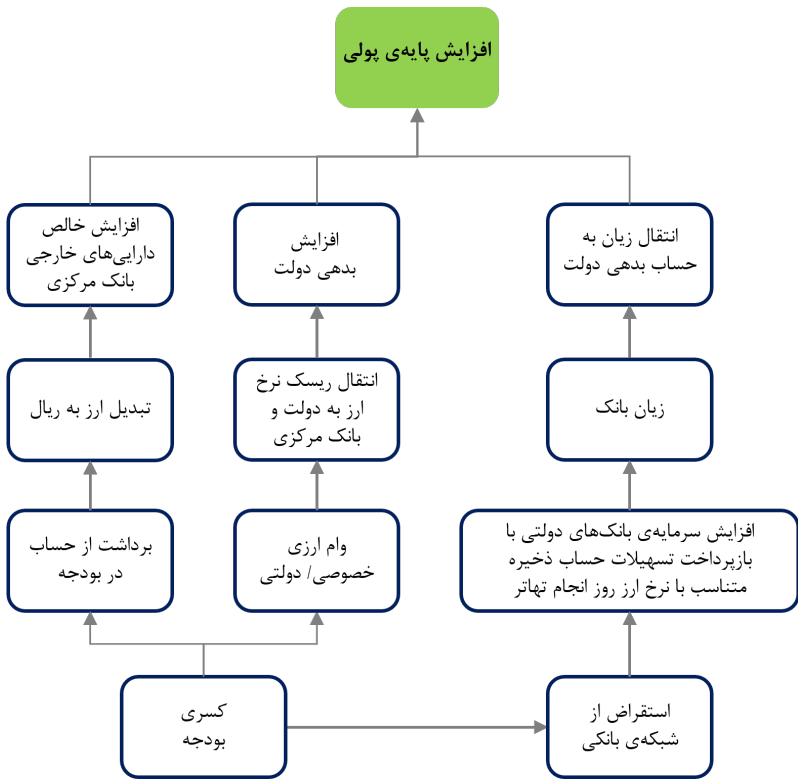 افزایش پایه‌ی پولی
انتقال زیان به
حساب بدهی دولت
افزایش
بدهی دولت
افزایش خالص
دارایی‌های خارجی
بانک مرکزی
زیان بانک
انتقال ریسک نرخ
ارز به دولت و
بانک مرکزی
تبدیل ارز به ریال
افزایش سرمایه‌ی بانک‌های دولتی با
بازپرداخت تسهیلات حساب ذخیره
متناسب با نرخ ارز روز انجام تهاتر
وام ارزی
خصوصی/ دولتی
برداشت از حساب
در بودجه
استقراض از
شبکه‌ی بانکی
کسری
بودجه